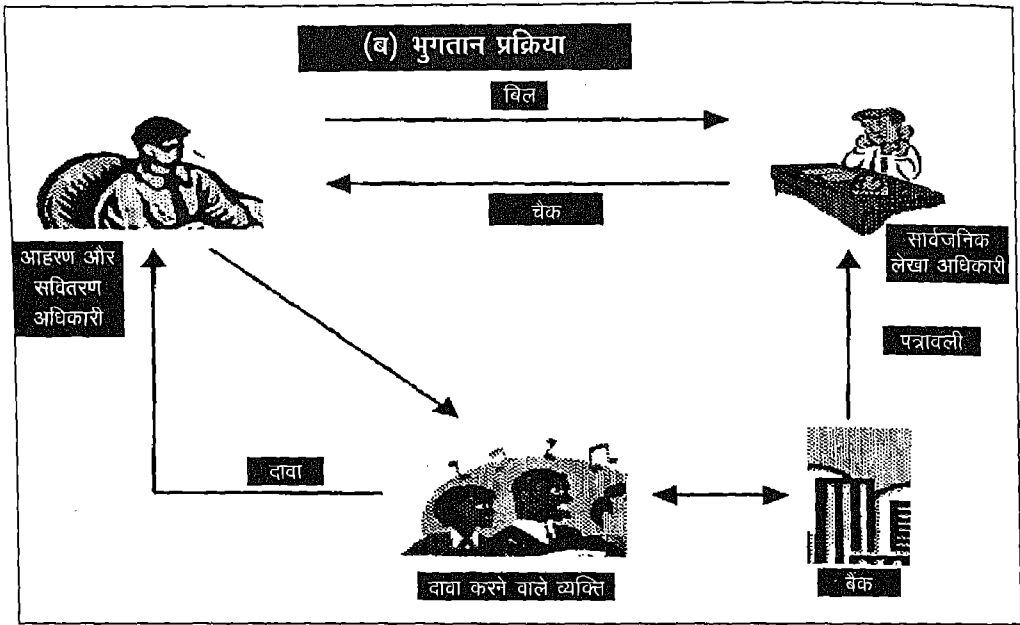 (ब) भुगतान प्रक्रिया
बिल
चैक
आहरण और
सवितरण
अधिकारी
सार्वजनिक
लेखा अधिकारी
पत्रावली
दावा
दावा करने वाले व्यक्ति
बैंक